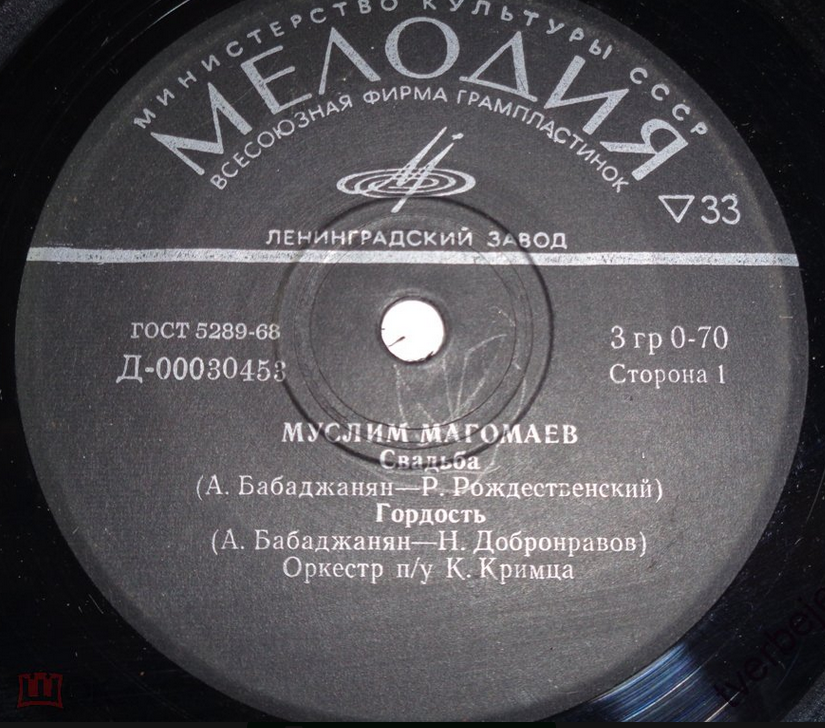 МИНИСТЕРСТВО КУЛЬТУРЫ СССР
МЕЛОДИЯ
ВСЕСОЮЗНАЯ ФИРМА ГРАМПЛАСТИНОК
▽33
ЛЕНИНГРАДСКИЙ ЗАВОД
ГОСТ 5289-68
Д-00030453
3 гр 0-70
Сторона 1
МУСЛИМ МАГОМАЕВ
Свадьба
(А. Бабаджанян—Р. Рождественский)
Гордость
(А. Бабаджанян—Н. Добронравов)
Оркестр п/у К. Кримца